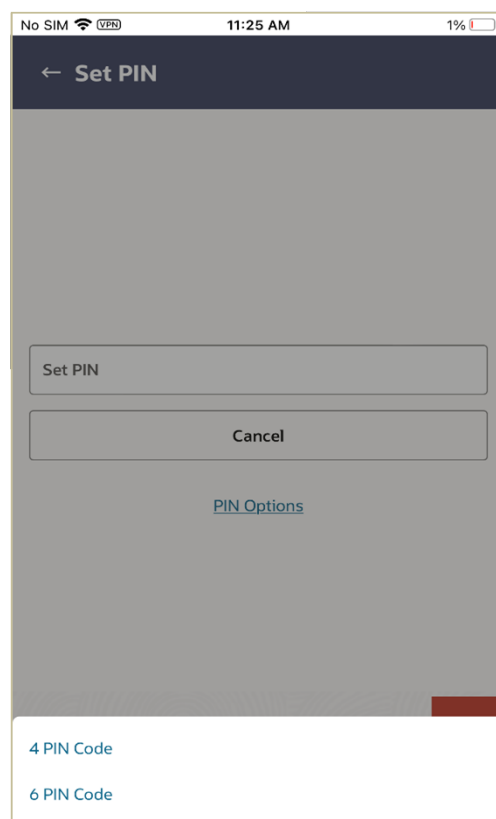 No SIM VPN 11:25 AM 1%
← Set PIN
Set PIN
Cancel
PIN Options
4 PIN Code
6 PIN Code